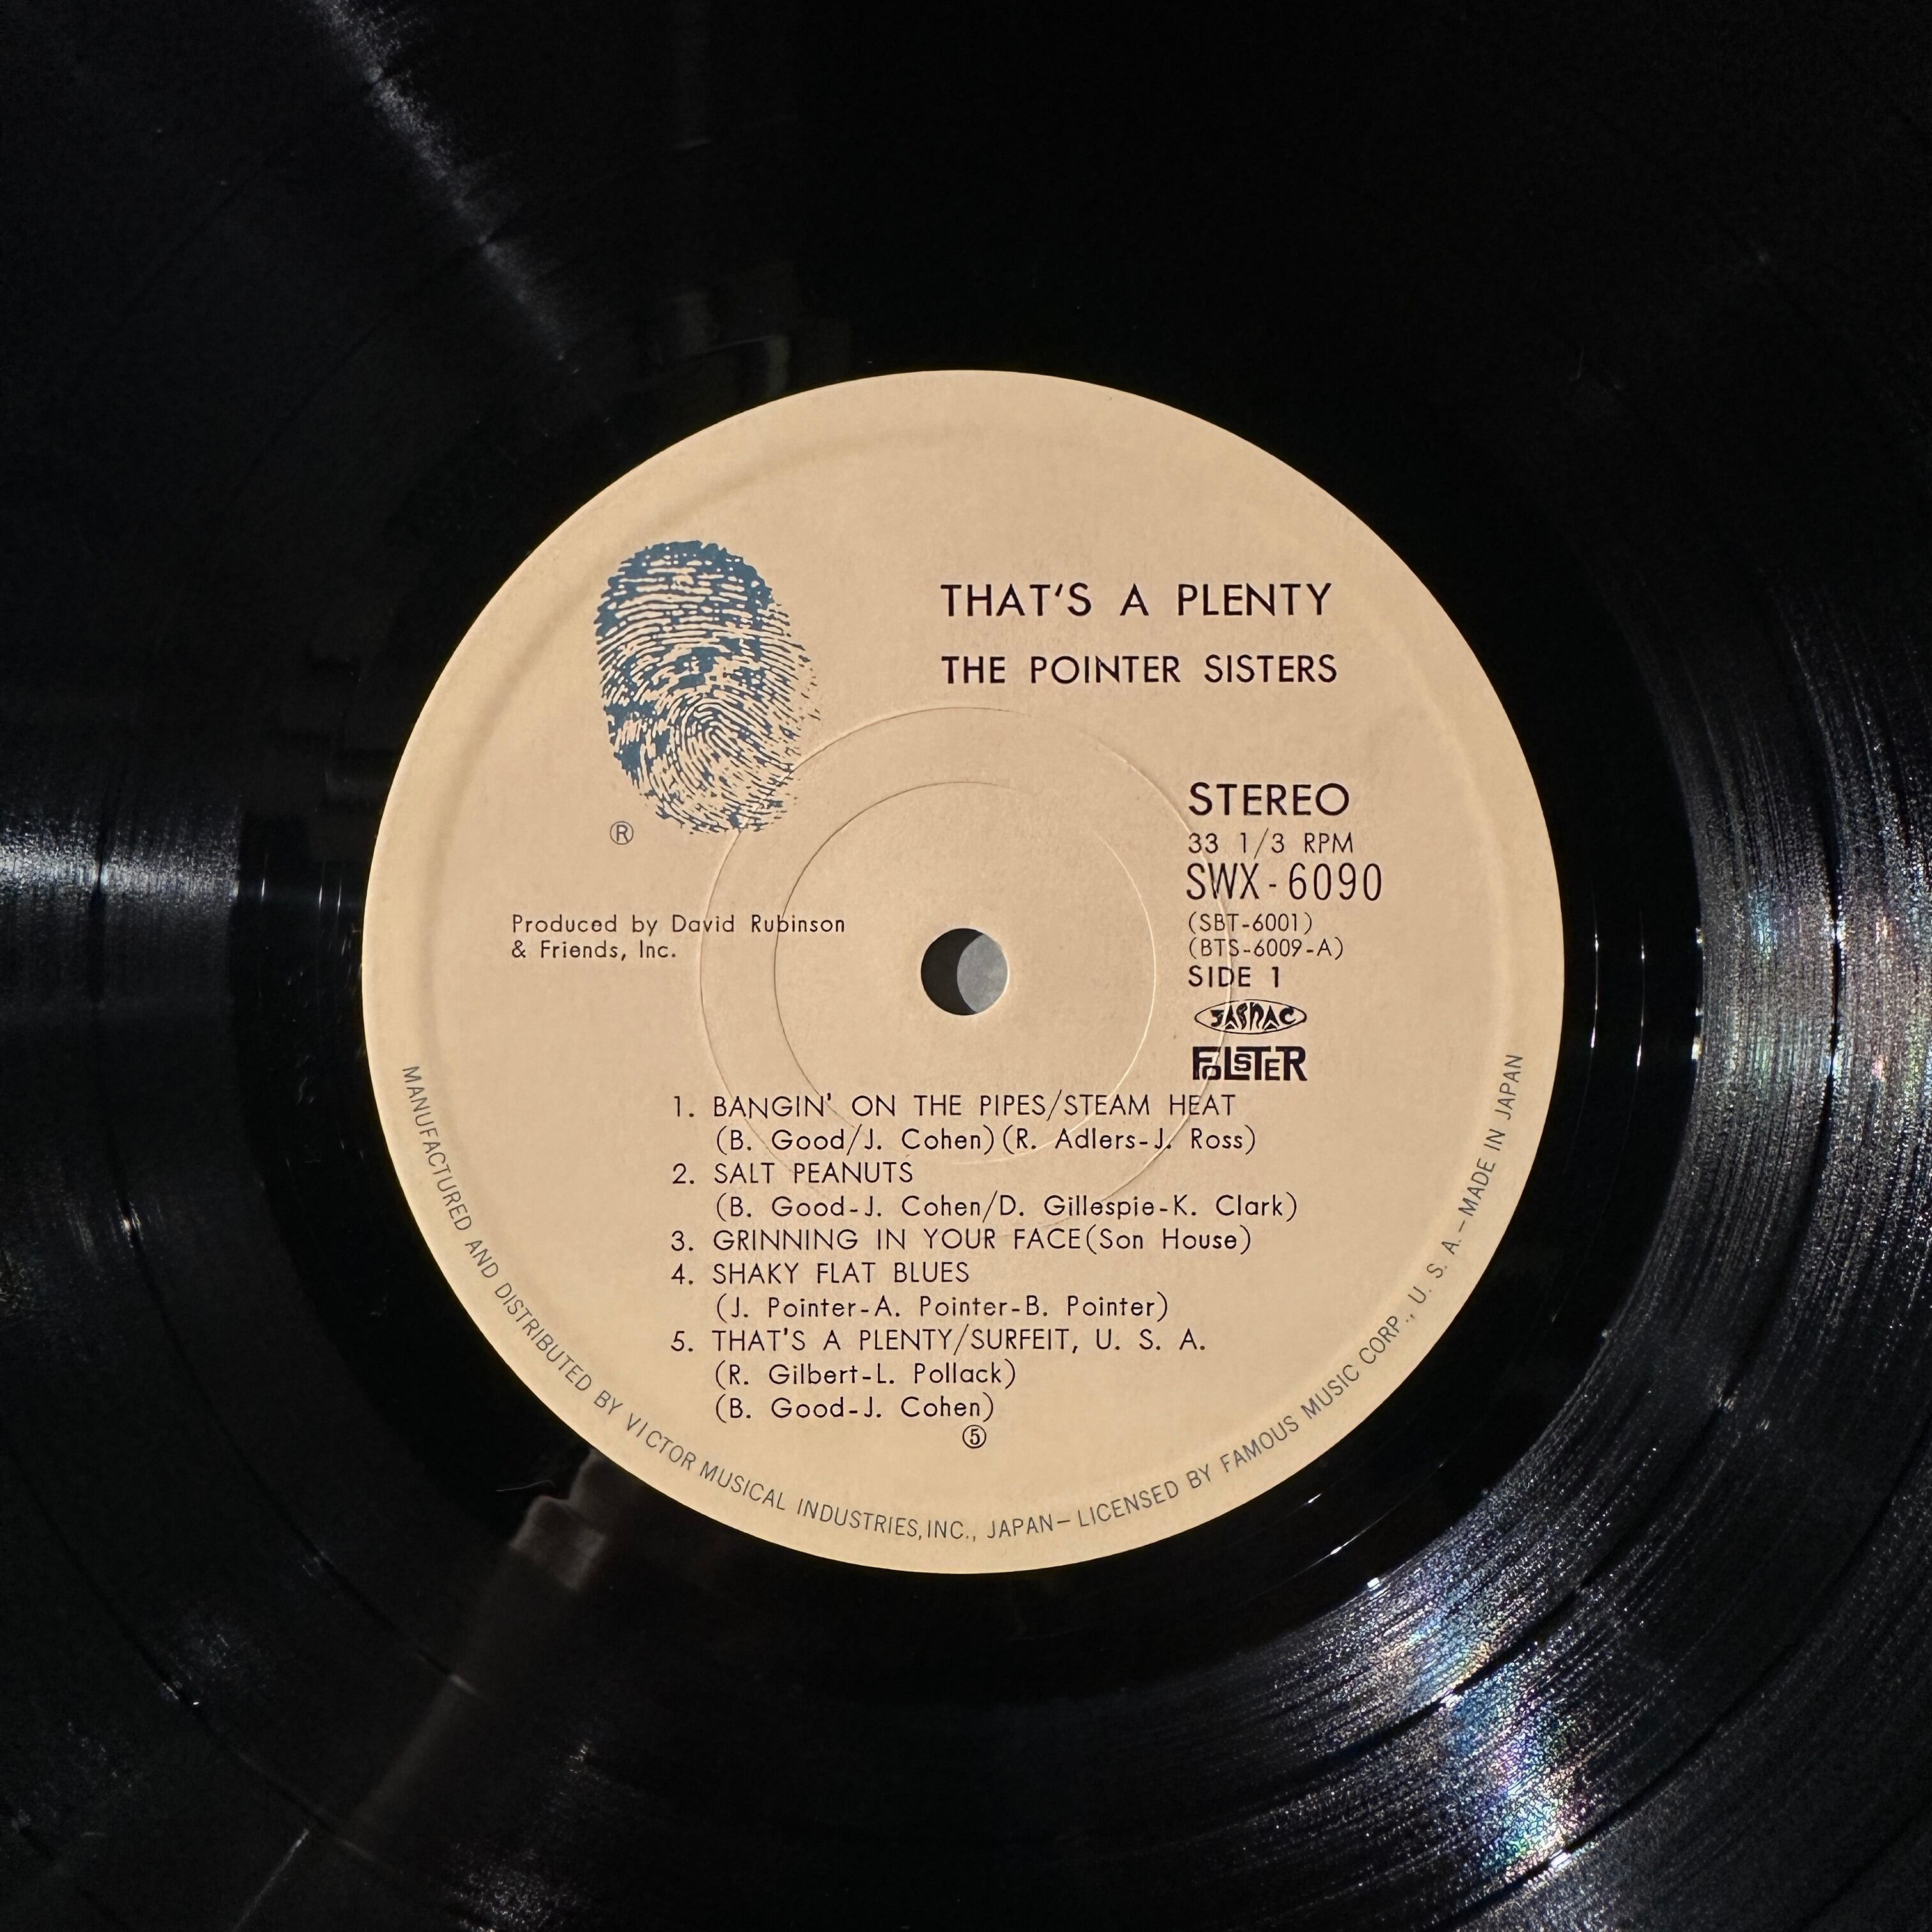 THAT'S A PLENTY
THE POINTER SISTERS
®
STEREO
33 1/3 RPM
SWX-6090
(SBT-6001)
(BTS-6009-A)
SIDE 1
JASRAC
FOLSTER
Produced by David Rubinson
& Friends, Inc.
1. BANGIN' ON THE PIPES/STEAM HEAT
(B. Good/J. Cohen)(R. Adlers-J. Ross)
2. SALT PEANUTS
(B. Good-J. Cohen/D. Gillespie-K. Clark)
3. GRINNING IN YOUR FACE(Son House)
4. SHAKY FLAT BLUES
(J. Pointer-A. Pointer-B. Pointer)
5. THAT'S A PLENTY/SURFEIT, U. S. A.
(R. Gilbert-L. Pollack)
(B. Good-J. Cohen)
⑤
MANUFACTURED AND DISTRIBUTED BY VICTOR MUSICAL INDUSTRIES, INC., JAPAN–LICENSED BY FAMOUS MUSIC CORP., U. S. A.–MADE IN JAPAN